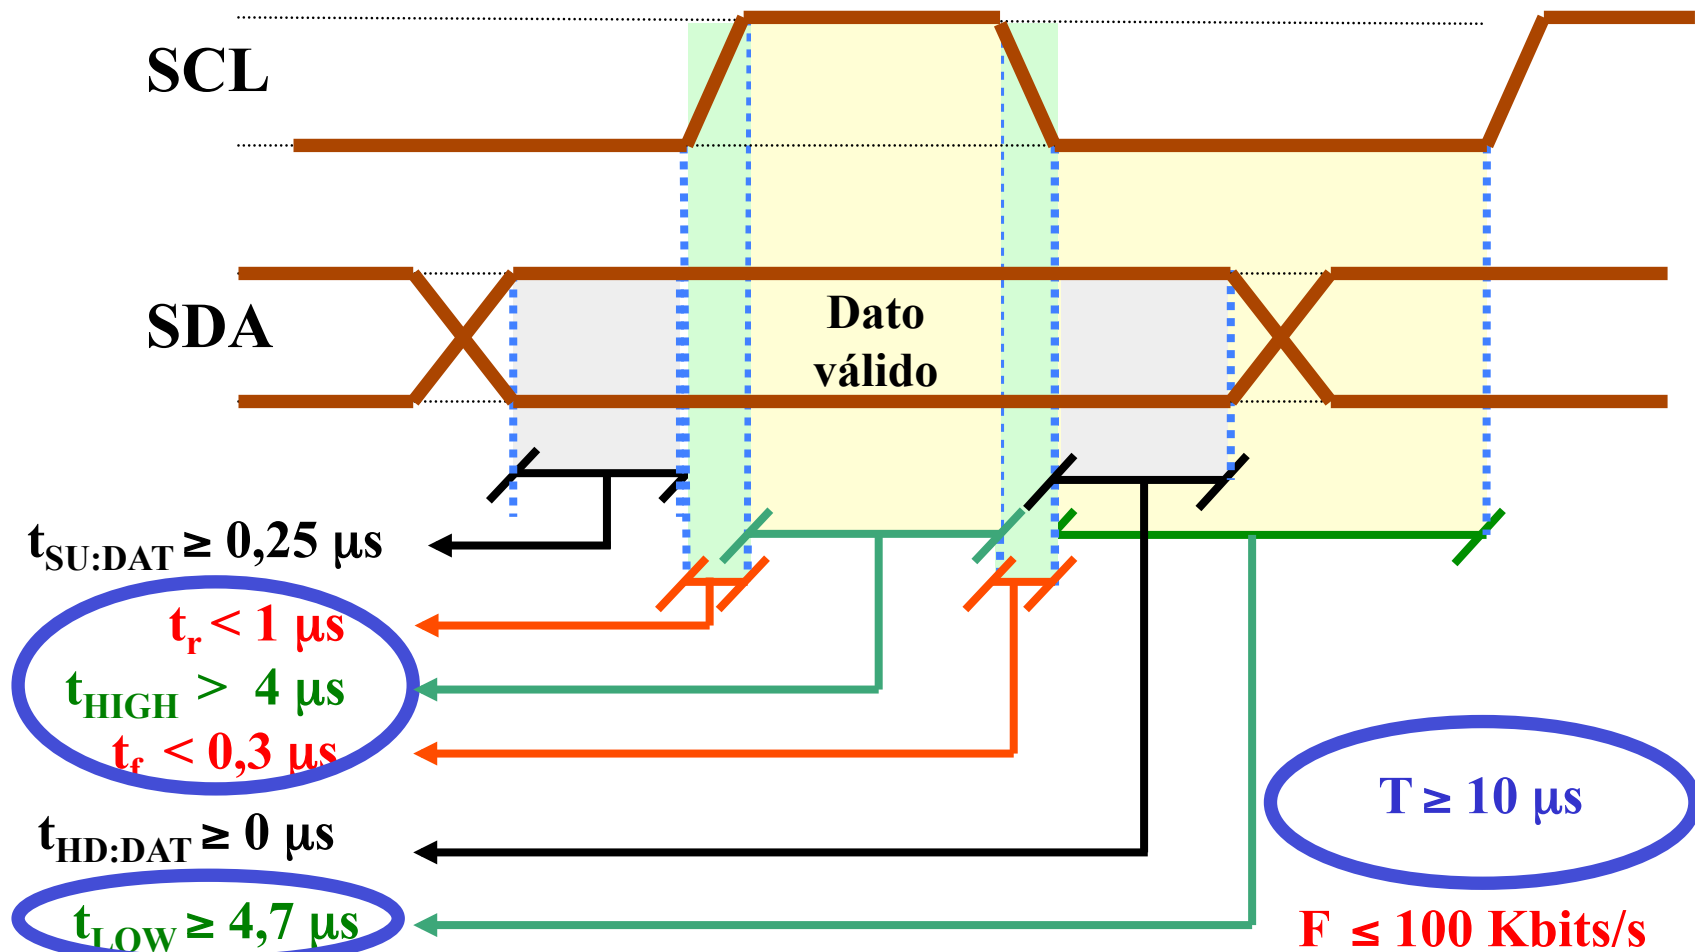 SCL
SDA
Dato
válido
tSU:DAT ≥ 0,25 μs
tr < 1 μs
tHIGH > 4 μs
tf < 0,3 μs
tHD:DAT ≥ 0 μs
tLOW ≥ 4,7 μs
T ≥ 10 μs
F ≤ 100 Kbits/s